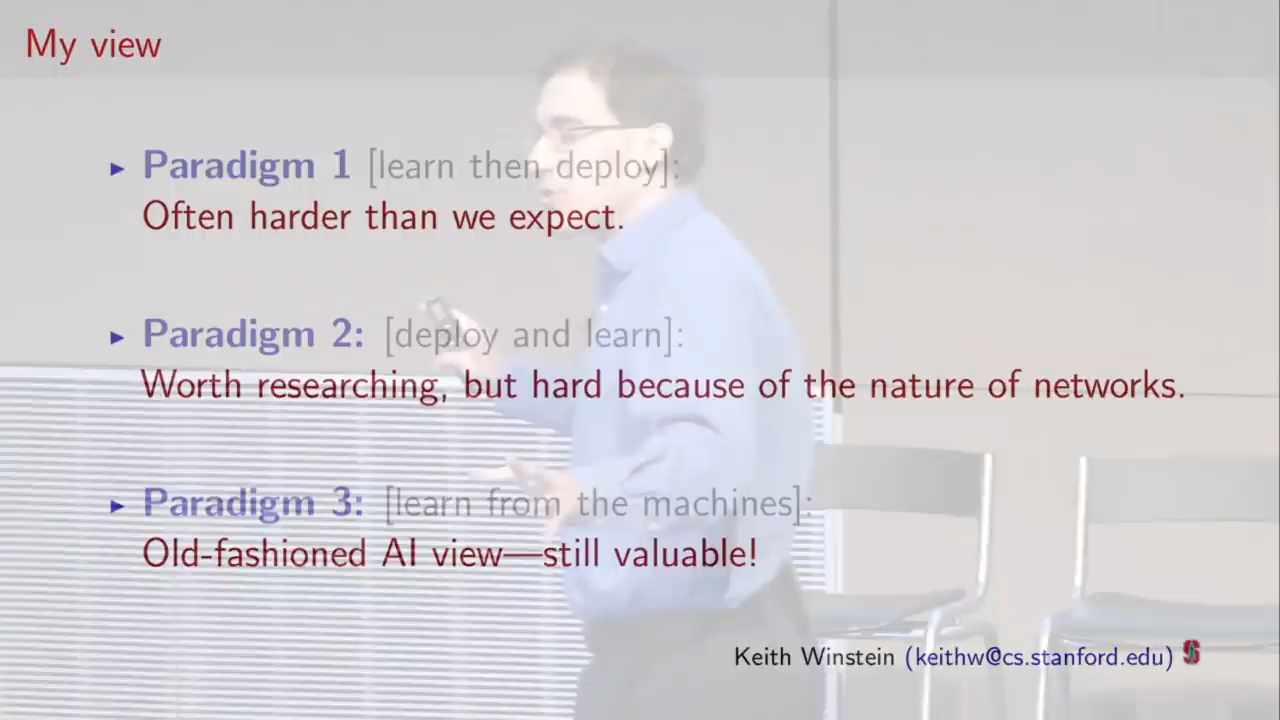 My view
▸ Paradigm 1 [learn then deploy]:
Often harder than we expect.
▸ Paradigm 2: [deploy and learn]:
Worth researching, but hard because of the nature of networks.
▸ Paradigm 3: [learn from the machines]:
Old-fashioned AI view—still valuable!
Keith Winstein (keithw@cs.stanford.edu) S